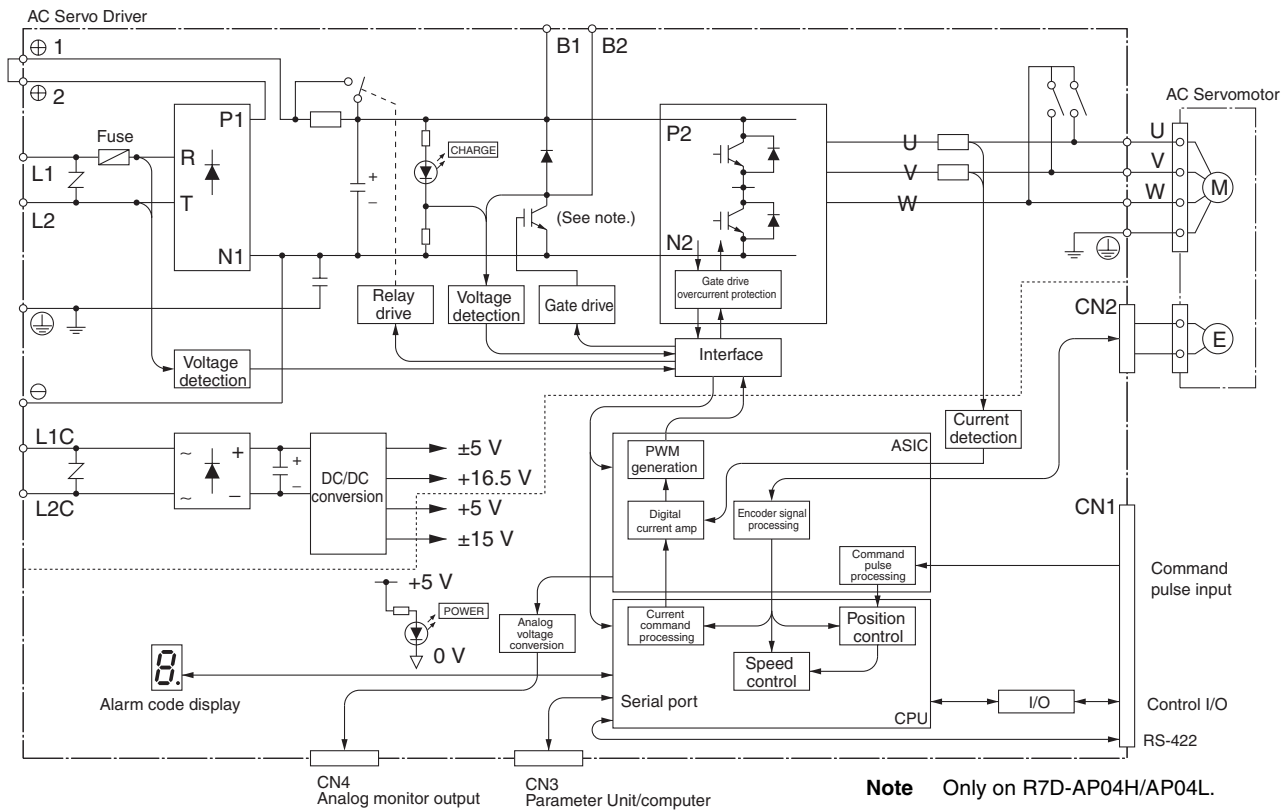 AC Servo Driver
⊕ 1
B1 B2
⊕ 2
AC Servomotor
P1
P2
Fuse
CHARGE
U
U
R
L1
V
V
T
+
−
(See note.)
W
W
M
L2
N1
N2
Gate drive
overcurrent protection
Relay
drive
Voltage
detection
Gate drive
CN2
E
Interface
Voltage
detection
⊖
L1C
ASIC
Current
detection
~ +
~ −
+
−
DC/DC
conversion
±5 V
+16.5 V
+5 V
±15 V
PWM
generation
L2C
Digital
current amp
Encoder signal
processing
CN1
Command
pulse
processing
Command
pulse input
+5 V
POWER
0 V
Analog
voltage
conversion
Current
command
processing
Position
control
Speed
control
8.
Alarm code display
Serial port
CPU
I/O
Control I/O
RS-422
CN4
Analog monitor output
CN3
Parameter Unit/computer
Note Only on R7D-AP04H/AP04L.